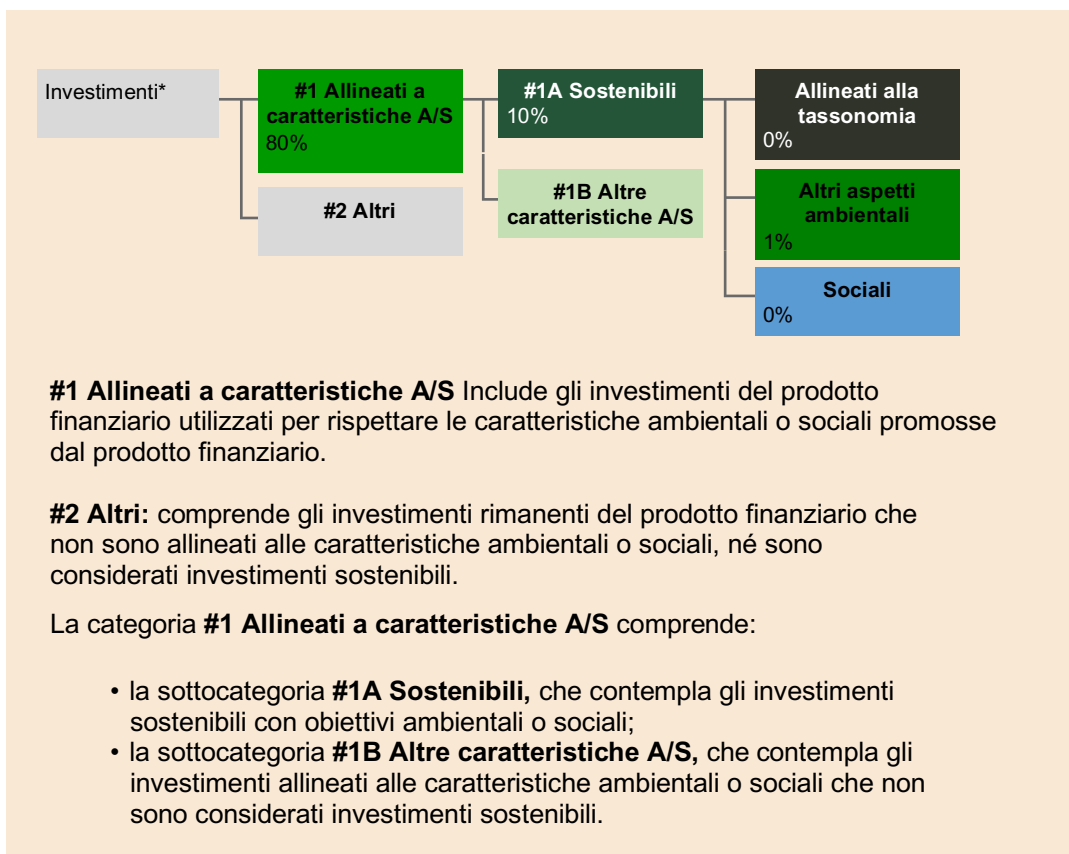 Investimenti*
#1 Allineati a
caratteristiche A/S
80%
#2 Altri
#1A Sostenibili
10%
#1B Altre
caratteristiche A/S
Allineati alla
tassonomia
0%
Altri aspetti
ambientali
1%
Sociali
0%
#1 Allineati a caratteristiche A/S Include gli investimenti del prodotto
finanziario utilizzati per rispettare le caratteristiche ambientali o sociali promosse
dal prodotto finanziario.
#2 Altri: comprende gli investimenti rimanenti del prodotto finanziario che
non sono allineati alle caratteristiche ambientali o sociali, né sono
considerati investimenti sostenibili.
La categoria #1 Allineati a caratteristiche A/S comprende:
• la sottocategoria #1A Sostenibili, che contempla gli investimenti
sostenibili con obiettivi ambientali o sociali;
• la sottocategoria #1B Altre caratteristiche A/S, che contempla gli
investimenti allineati alle caratteristiche ambientali o sociali che non
sono considerati investimenti sostenibili.